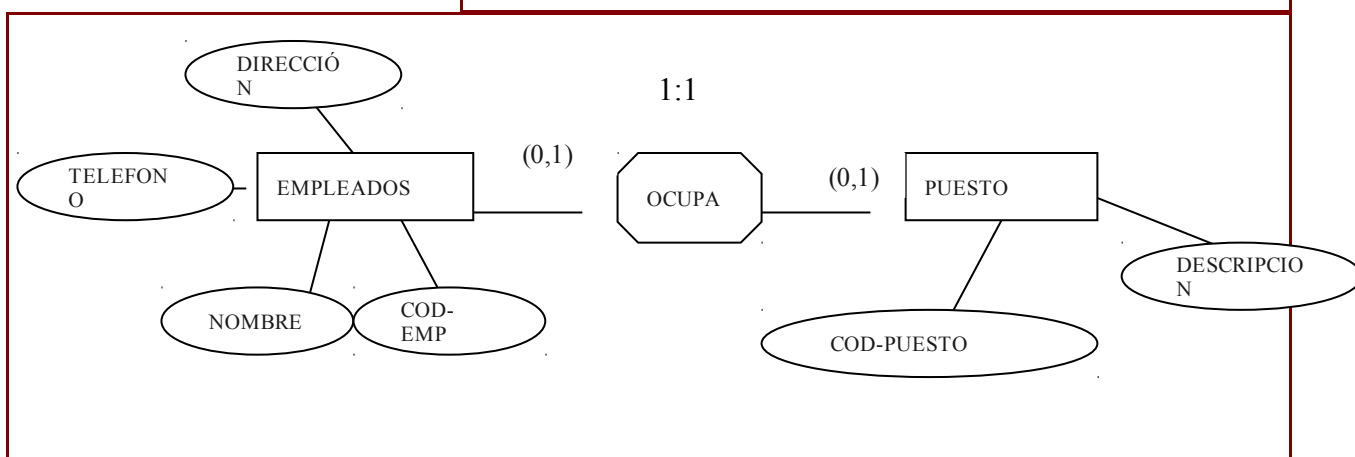 DIRECCIÓ
N
1:1
TELEFON
O
EMPLEADOS
(0,1)
OCUPA
(0,1)
PUESTO
NOMBRE
COD-
EMP
COD-PUESTO
DESCRIPCIO
N